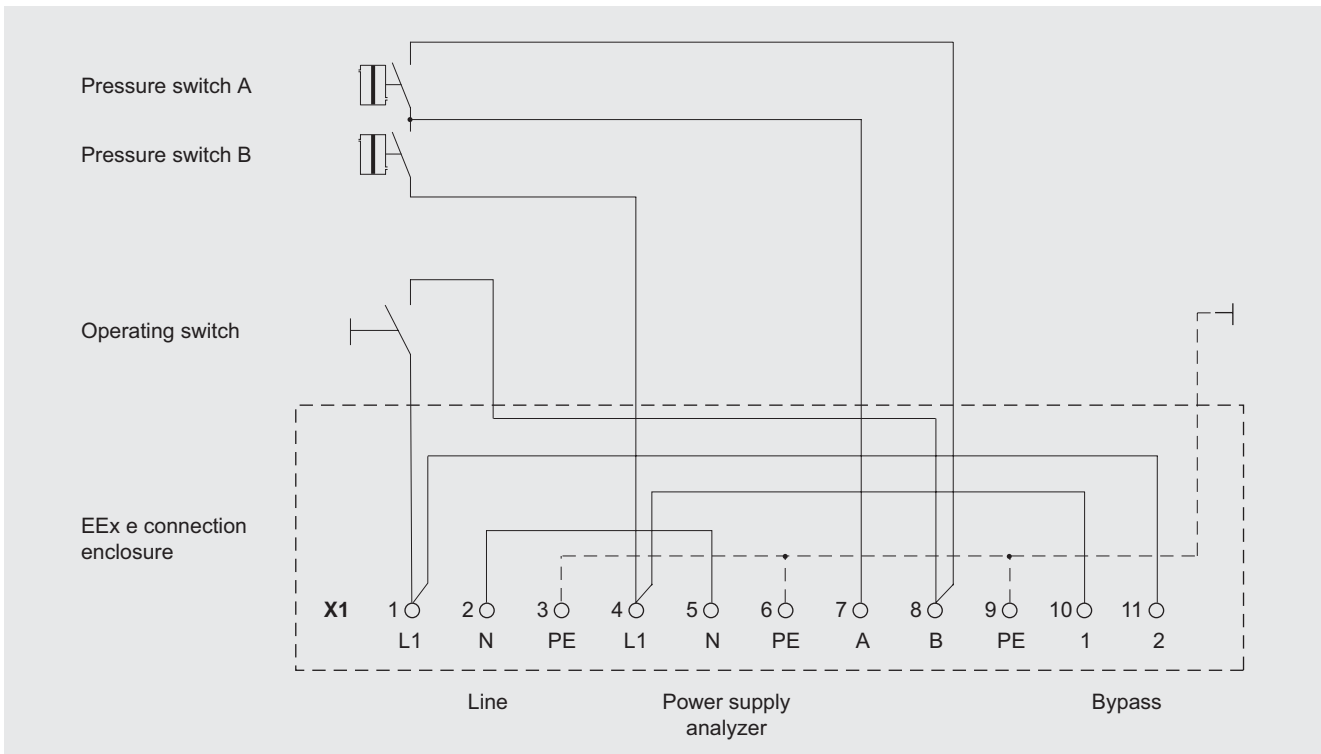 Pressure switch A
Pressure switch B
Operating switch
EEx e connection
enclosure
X1 1 2 3 4 5 6 7 8 9 10 11
L1 N PE L1 N PE A B PE 1 2
Line Power supply Bypass
analyzer